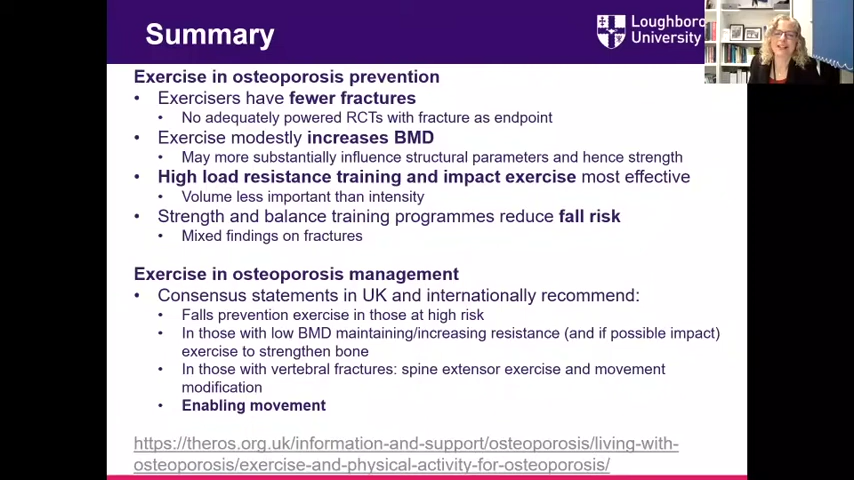 Summary
Loughboro
University
Exercise in osteoporosis prevention
• Exercisers have fewer fractures
• No adequately powered RCTs with fracture as endpoint
• Exercise modestly increases BMD
• May more substantially influence structural parameters and hence strength
• High load resistance training and impact exercise most effective
• Volume less important than intensity
• Strength and balance training programmes reduce fall risk
• Mixed findings on fractures
Exercise in osteoporosis management
• Consensus statements in UK and internationally recommend:
• Falls prevention exercise in those at high risk
• In those with low BMD maintaining/increasing resistance (and if possible impact)
exercise to strengthen bone
• In those with vertebral fractures: spine extensor exercise and movement
modification
• Enabling movement
https://theros.org.uk/information-and-support/osteoporosis/living-with-
osteoporosis/exercise-and-physical-activity-for-osteoporosis/